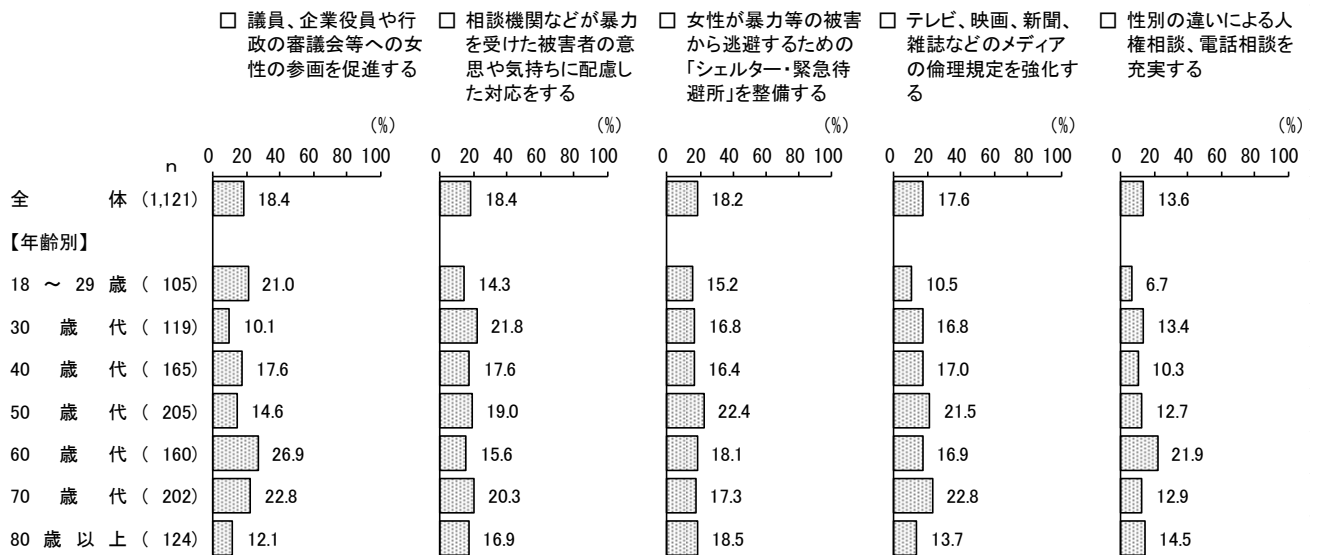 □ 議員、企業役員や行政の審議会等への女性の参画を促進する
□ 相談機関などが暴力を受けた被害者の意思や気持ちに配慮した対応をする
□ 女性が暴力等の被害から逃避するための「シェルター・緊急待避所」を整備する
□ テレビ、映画、新聞、雑誌などのメディアの倫理規定を強化する
□ 性別の違いによる人権相談、電話相談を充実する
(%) (%) (%) (%) (%)
n 0 20 40 60 80 100 0 20 40 60 80 100 0 20 40 60 80 100 0 20 40 60 80 100 0 20 40 60 80 100
全体 (1,121) 18.4 18.4 18.2 17.6 13.6
【年齢別】
18 ～ 29 歳 ( 105) 21.0 14.3 15.2 10.5 6.7
30 歳 代 ( 119) 10.1 21.8 16.8 16.8 13.4
40 歳 代 ( 165) 17.6 17.6 16.4 17.0 10.3
50 歳 代 ( 205) 14.6 19.0 22.4 21.5 12.7
60 歳 代 ( 160) 26.9 15.6 18.1 16.9 21.9
70 歳 代 ( 202) 22.8 20.3 17.3 22.8 12.9
80 歳 以 上 ( 124) 12.1 16.9 18.5 13.7 14.5